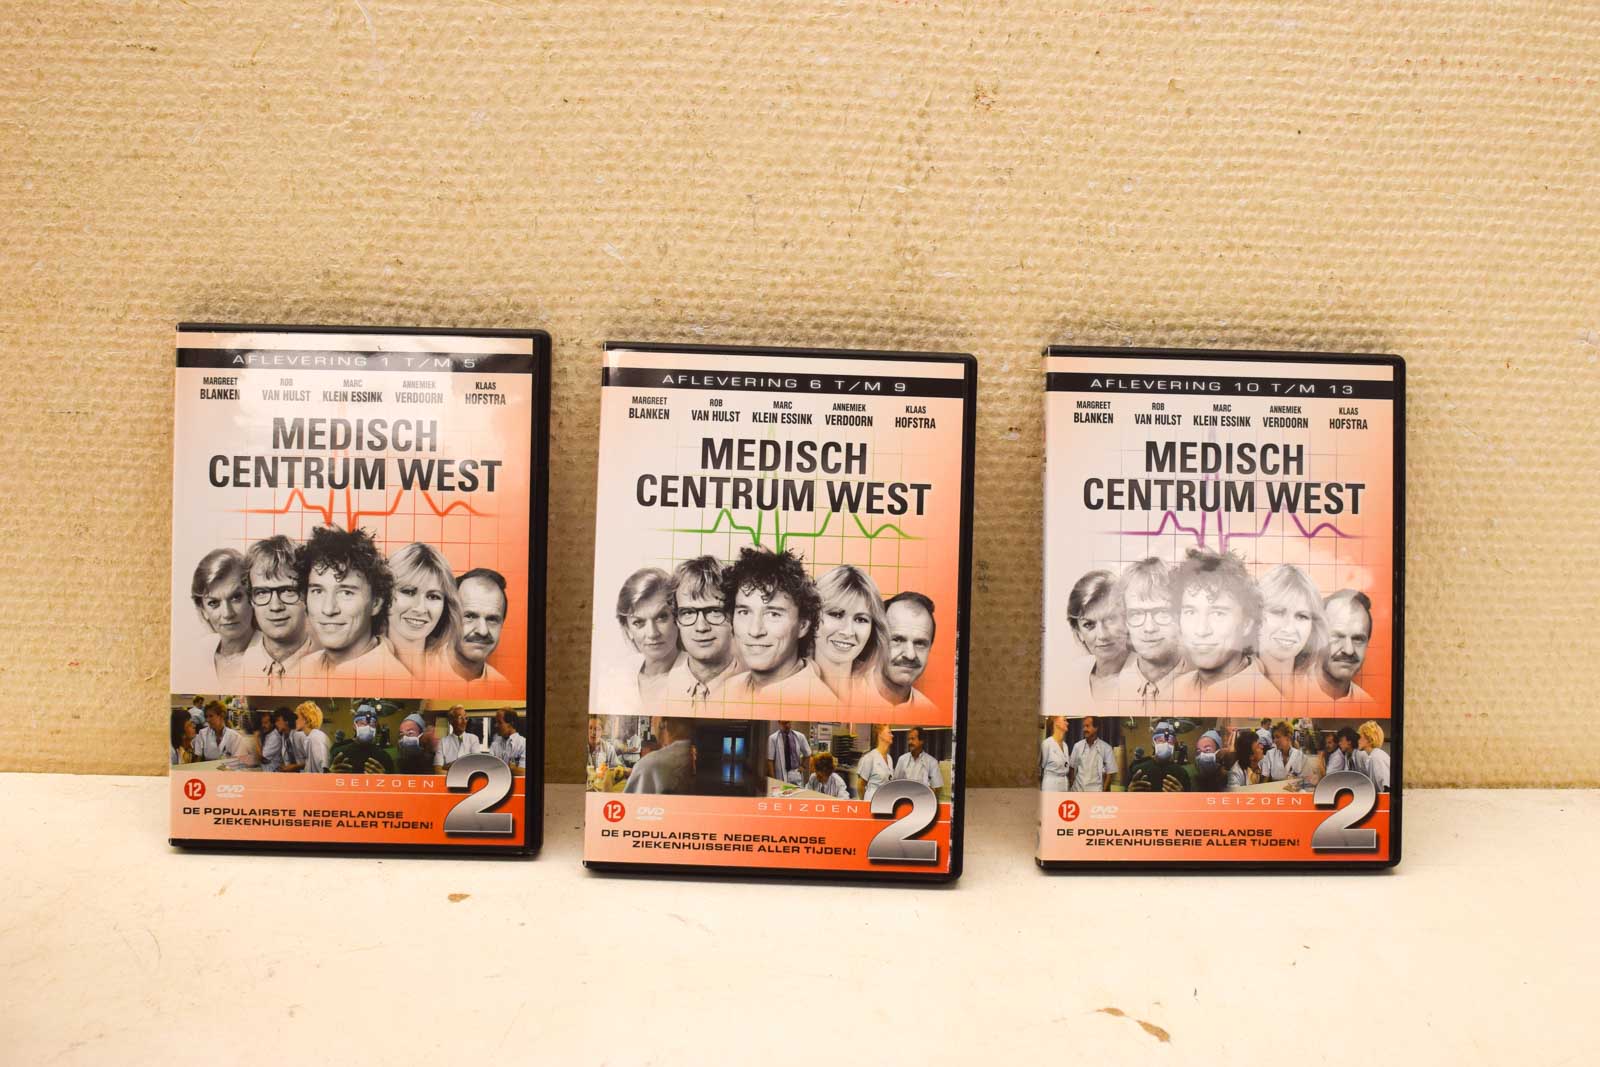 AFLEVERING 1 T/M 5
MARGREET BLANKEN
ROB VAN HULST
MARC KLEIN ESSINK
ANNEMIEK VERDOORN
KLAAS HOFSTRA
MEDISCH
CENTRUM WEST
SEIZOEN 2
12 DVD
DE POPULAIRSTE NEDERLANDSE
ZIEKENHUISSERIE ALLER TIJDEN!
AFLEVERING 6 T/M 9
MARGREET BLANKEN
ROB VAN HULST
MARC KLEIN ESSINK
ANNEMIEK VERDOORN
KLAAS HOFSTRA
MEDISCH
CENTRUM WEST
SEIZOEN 2
12 DVD
DE POPULAIRSTE NEDERLANDSE
ZIEKENHUISSERIE ALLER TIJDEN!
AFLEVERING 10 T/M 13
MARGREET BLANKEN
ROB VAN HULST
MARC KLEIN ESSINK
ANNEMIEK VERDOORN
KLAAS HOFSTRA
MEDISCH
CENTRUM WEST
SEIZOEN 2
12 DVD
DE POPULAIRSTE NEDERLANDSE
ZIEKENHUISSERIE ALLER TIJDEN!